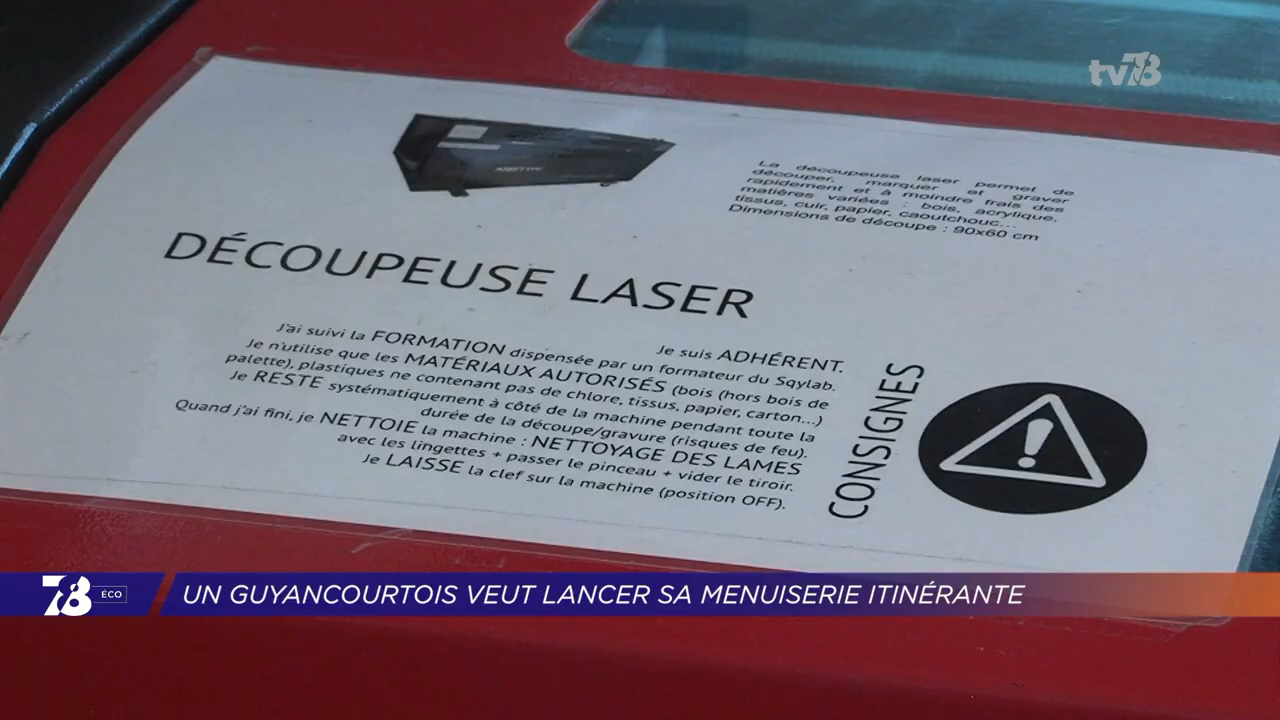 tv78
La découpeuse laser permet de
découper, marquer et graver
rapidement et à moindre frais des
matières variées : bois, acrylique,
tissus, cuir, papier, caoutchouc...
Dimensions de découpe : 90x60 cm
DÉCOUPEUSE LASER
Je suis ADHÉRENT.
J'ai suivi la FORMATION dispensée par un formateur du Sqylab.
Je n'utilise que les MATÉRIAUX AUTORISÉS (bois (hors bois de
palette), plastiques ne contenant pas de chlore, tissus, papier, carton...)
Je RESTE systématiquement à côté de la machine pendant toute la
durée de la découpe/gravure (risques de feu).
Quand j'ai fini, je NETTOIE la machine : NETTOYAGE DES LAMES
avec les lingettes + passer le pinceau + vider le tiroir.
Je LAISSE la clef sur la machine (position OFF).
CONSIGNES
78 ÉCO
UN GUYANCOURTOIS VEUT LANCER SA MENUISERIE ITINÉRANTE